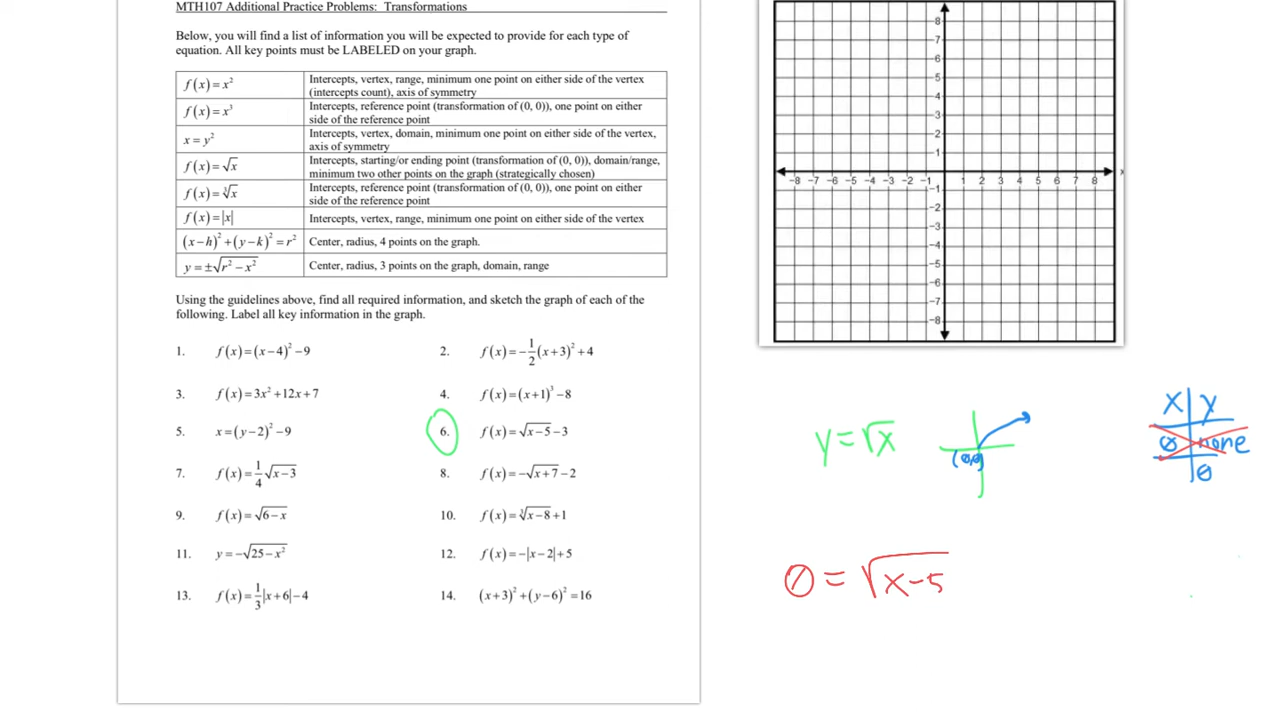 MTH107 Additional Practice Problems: Transformations
Below, you will find a list of information you will be expected to provide for each type of
equation. All key points must be LABELED on your graph.
f(x) = x² Intercepts, vertex, range, minimum one point on either side of the vertex
(intercepts count), axis of symmetry
f(x) = x³ Intercepts, reference point (transformation of (0, 0)), one point on either
side of the reference point
x = y² Intercepts, vertex, domain, minimum one point on either side of the vertex,
axis of symmetry
f(x) = √x Intercepts, starting/or ending point (transformation of (0, 0)), domain/range,
minimum two other points on the graph (strategically chosen)
f(x) = ∛x Intercepts, reference point (transformation of (0, 0)), one point on either
side of the reference point
f(x) = |x| Intercepts, vertex, range, minimum one point on either side of the vertex
(x−h)² + (y−k)² = r² Center, radius, 4 points on the graph.
y = ±√(r² − x²) Center, radius, 3 points on the graph, domain, range
Using the guidelines above, find all required information, and sketch the graph of each of the
following. Label all key information in the graph.
1. f(x) = (x−4)² − 9
2. f(x) = −1/2(x+3)² + 4
3. f(x) = 3x² + 12x + 7
4. f(x) = (x+1)³ − 8
5. x = (y−2)² − 9
6. f(x) = √(x−5) − 3
7. f(x) = 1/4√(x−3)
8. f(x) = −√(x+7) − 2
9. f(x) = √(6−x)
10. f(x) = ∛(x−8) + 1
11. y = −√(25−x²)
12. f(x) = −|x−2| + 5
13. f(x) = 1/3|x+6| − 4
14. (x+3)² + (y−6)² = 16
8
7
6
5
4
3
2
1
−8 −7 −6 −5 −4 −3 −2 −1 1 2 3 4 5 6 7 8 x
−1
−2
−3
−4
−5
−6
−7
−8
y = √x
(0,0)
x y
0 none
0
0 = √(x−5)